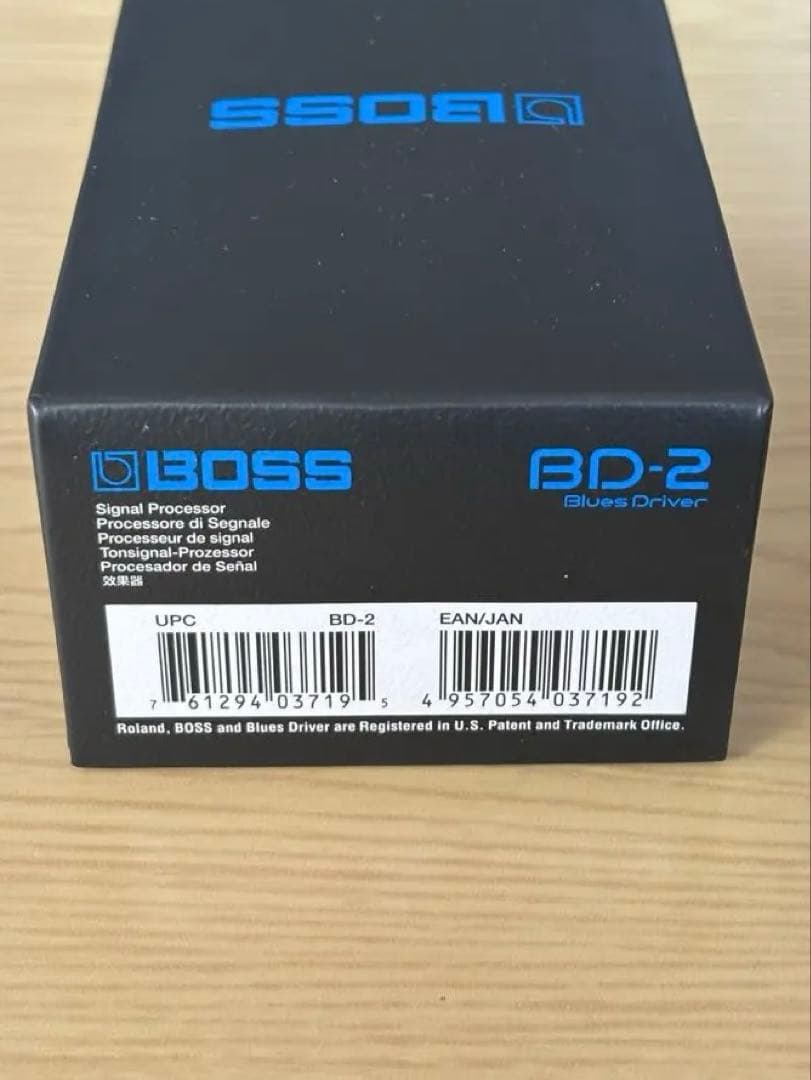 BOSS
BOSS
BD-2
Blues Driver
Signal Processor
Processore di Segnale
Processeur de signal
Tonsignal-Prozessor
Procesador de Señal
效果器
UPC BD-2 EAN/JAN
7 61294 03719 5 4 957054 037192
Roland, BOSS and Blues Driver are Registered in U.S. Patent and Trademark Office.